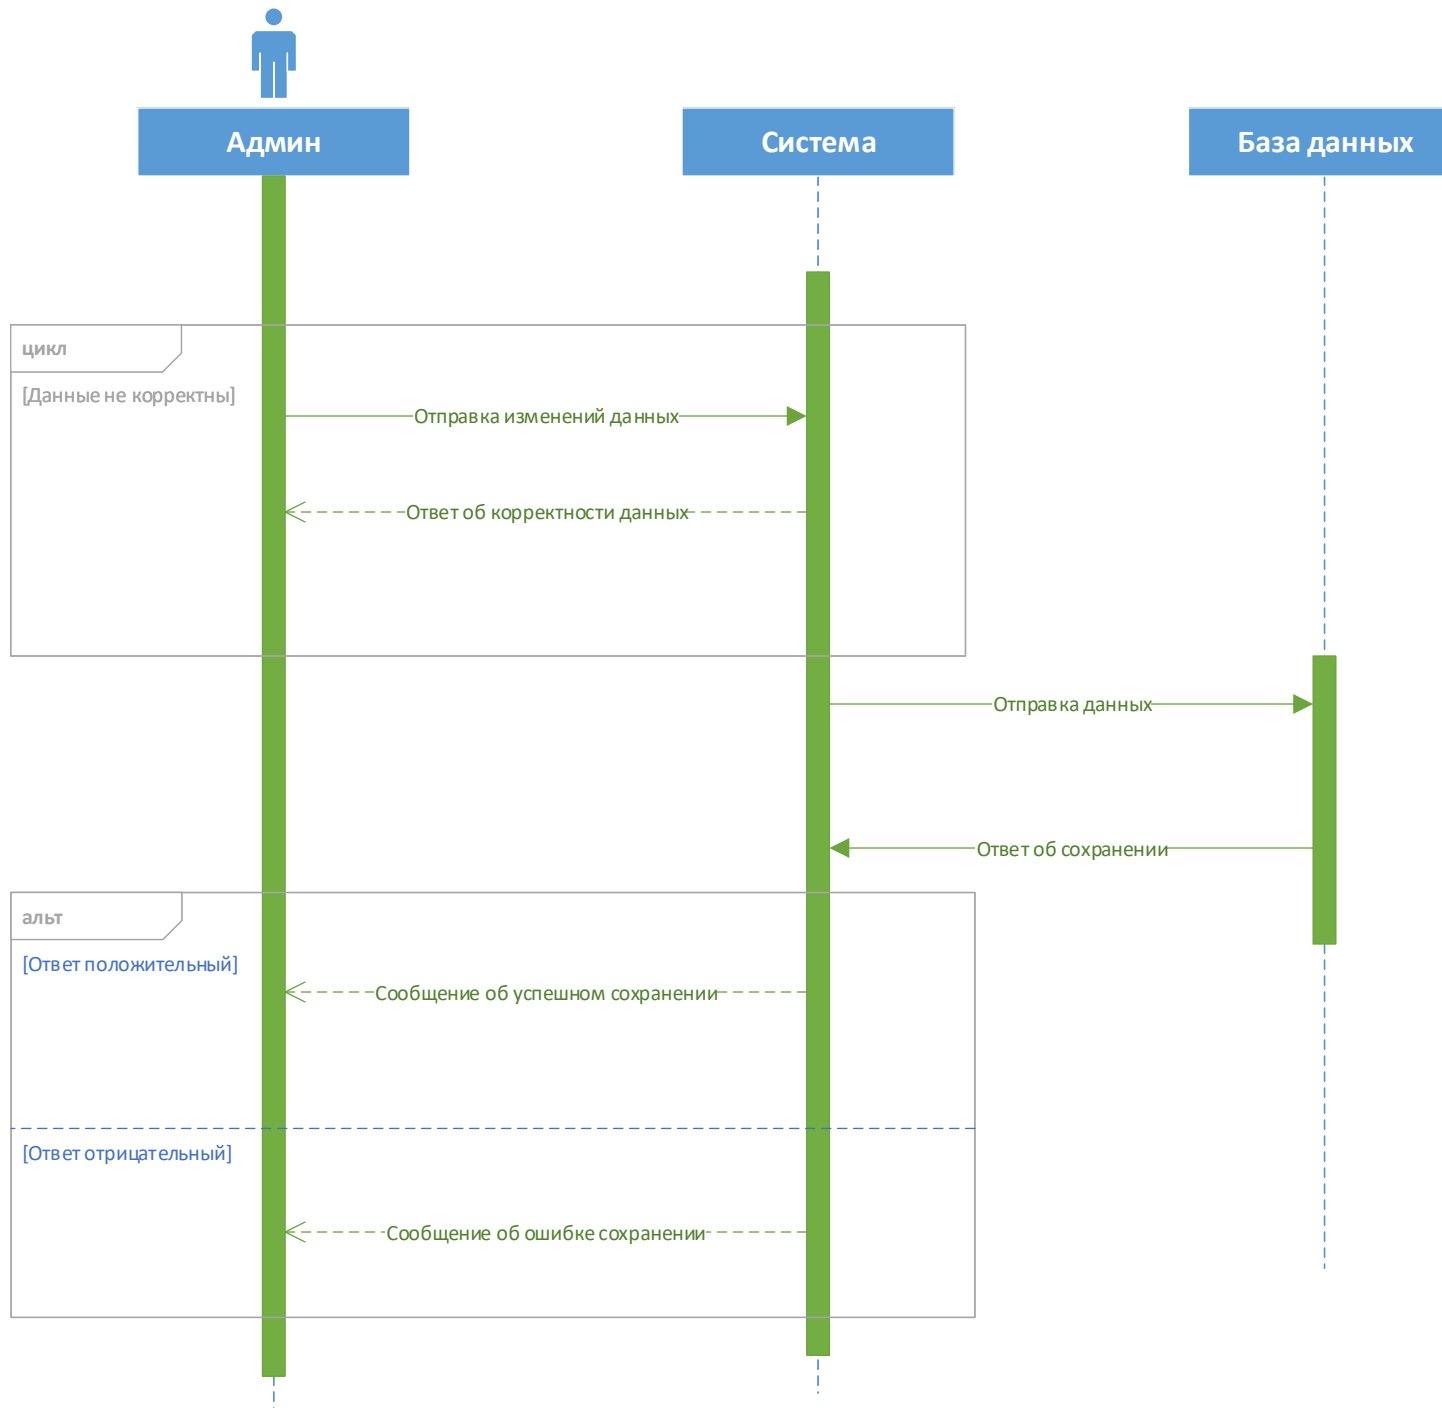 Админ
Система
База данных
цикл
[Данные не корректны]
Отправка изменений данных
Ответ об корректности данных
Отправка данных
Ответ об сохранении
альт
[Ответ положительный]
Сообщение об успешном сохранении
[Ответ отрицательный]
Сообщение об ошибке сохранении